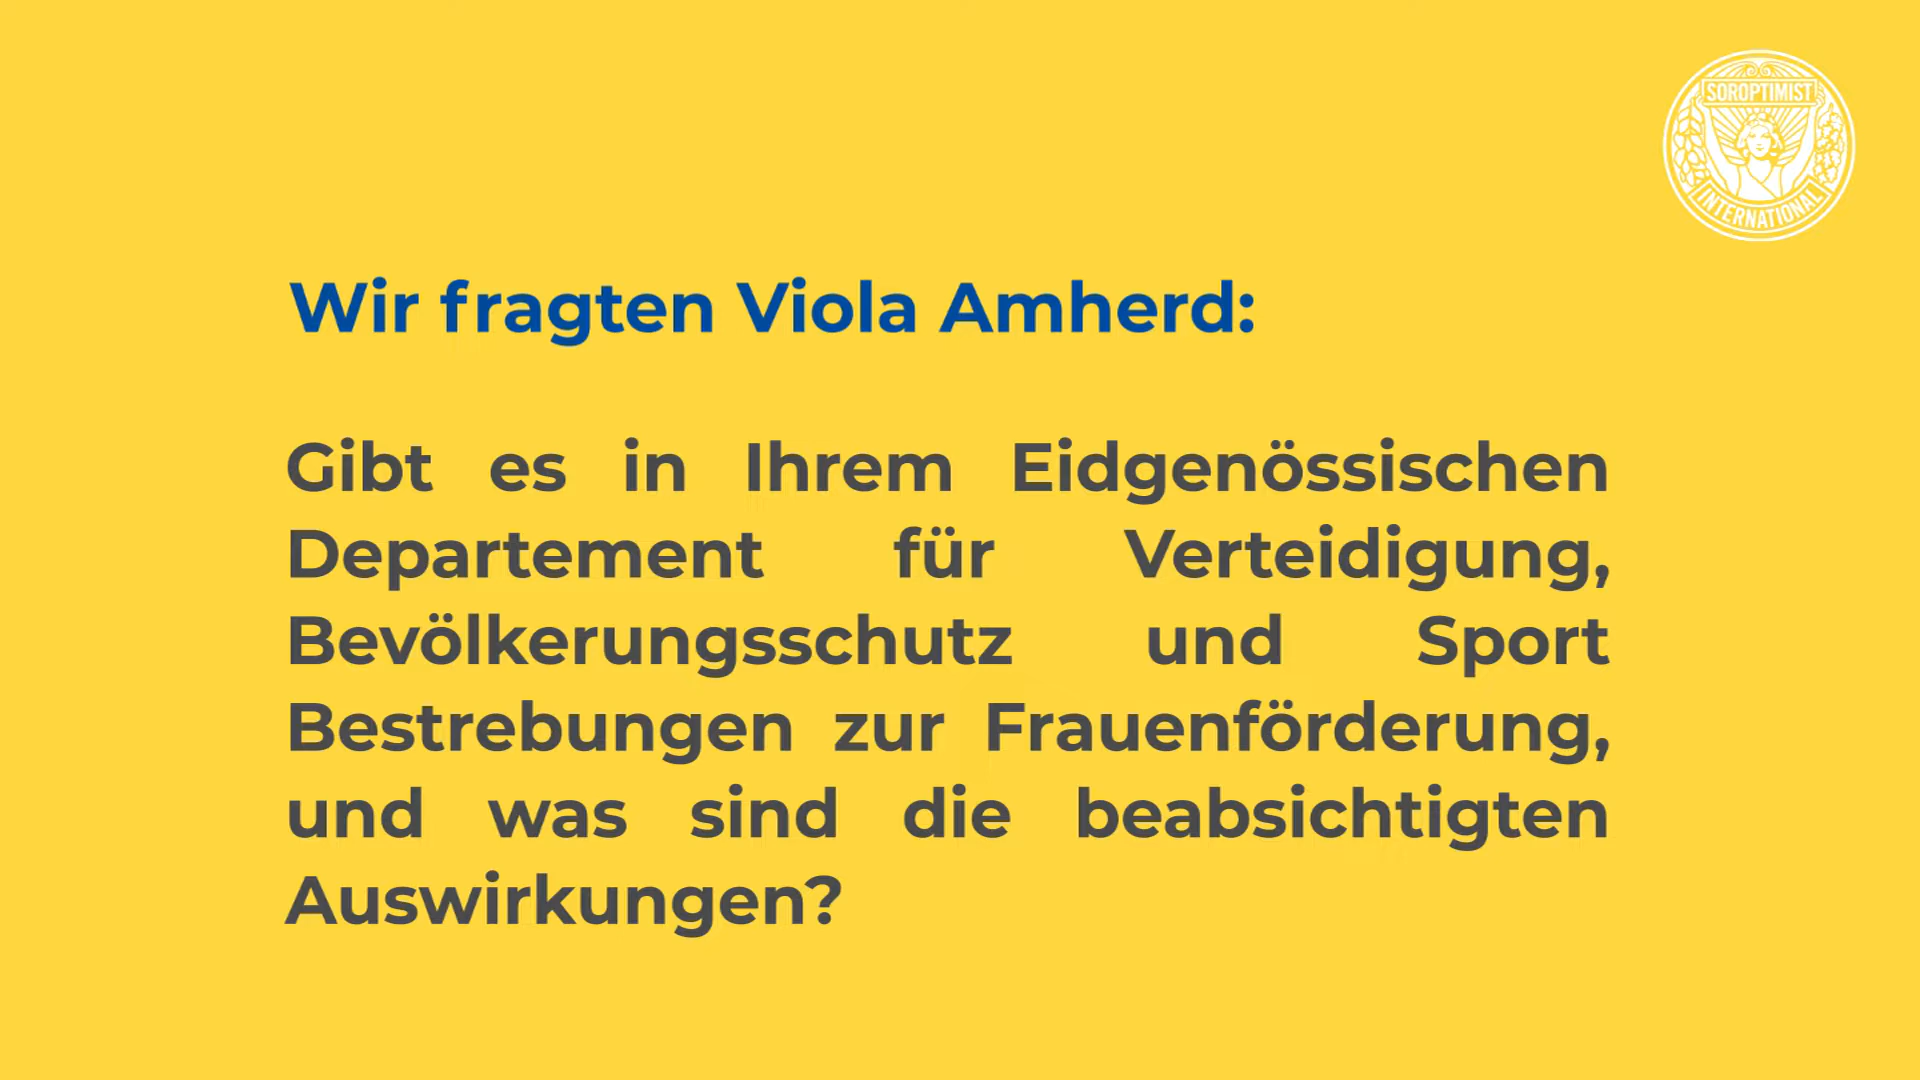 SOROPTIMIST
INTERNATIONAL
Wir fragten Viola Amherd:
Gibt es in Ihrem Eidgenössischen
Departement für Verteidigung,
Bevölkerungsschutz und Sport
Bestrebungen zur Frauenförderung,
und was sind die beabsichtigten
Auswirkungen?